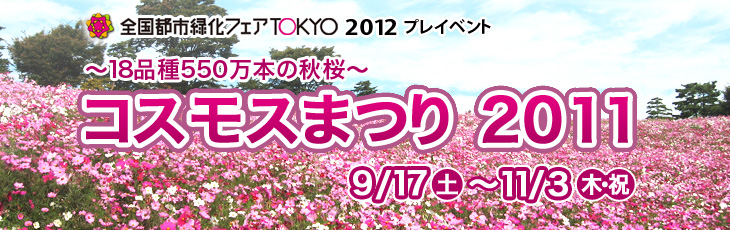 全国都市緑化フェアTOKYO 2012 プレイベント
～18品種550万本の秋桜～
コスモスまつり 2011
9/17 土 ～11/3 木・祝